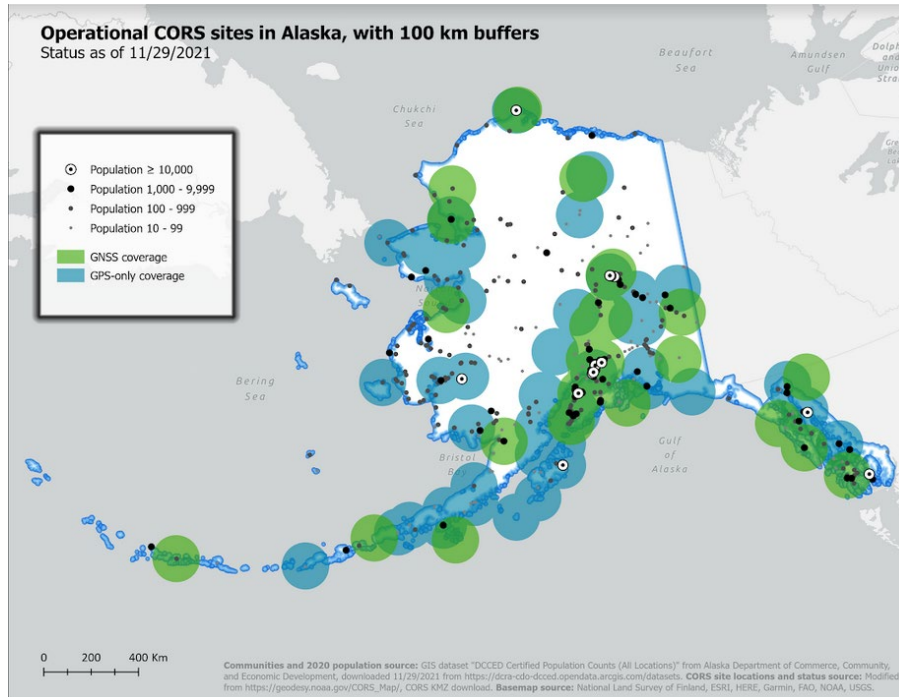 Operational CORS sites in Alaska, with 100 km buffers
Status as of 11/29/2021
Beaufort
Sea
Amundsen
Gulf
Chukchi
Sea
Population ≥ 10,000
Population 1,000 - 9,999
Population 100 - 999
Population 10 - 99
GNSS coverage
GPS-only coverage
Bering
Sea
Bristol
Gulf
of
Alaska
0 200 400 Km
Communities and 2020 population source: GIS dataset "DCCED Certified Population Counts (All Locations)" from Alaska Department of Commerce, Community,
and Economic Development, downloaded 11/29/2021 from https://dcra-cdo-dcced.opendata.arcgis.com/datasets. CORS site locations and status source: Modified
from https://geodesy.noaa.gov/CORS_Map/, CORS KMZ download. Basemap source: National Land Survey of Finland, ESRI, HERE, Garmin, FAO, NOAA, USGS.